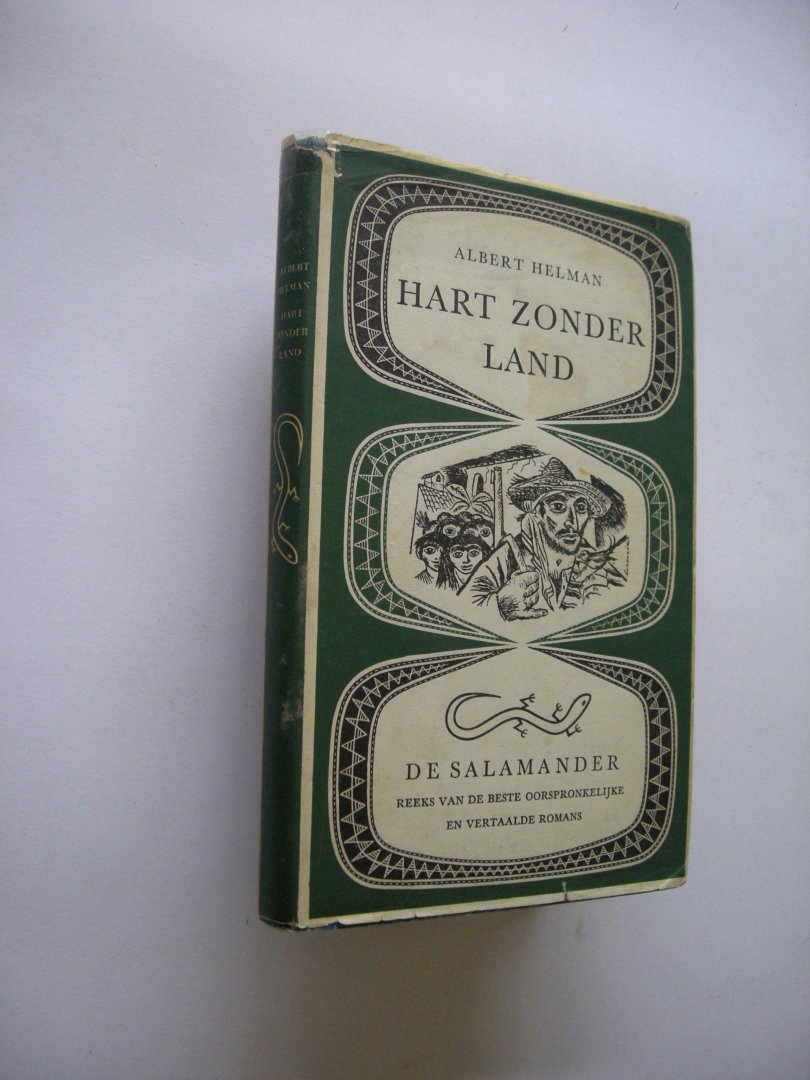 ALBERT
HELMAN
HART
ZONDER
LAND
ALBERT HELMAN
HART ZONDER
LAND
DE SALAMANDER
REEKS VAN DE BESTE OORSPRONKELIJKE
EN VERTAALDE ROMANS